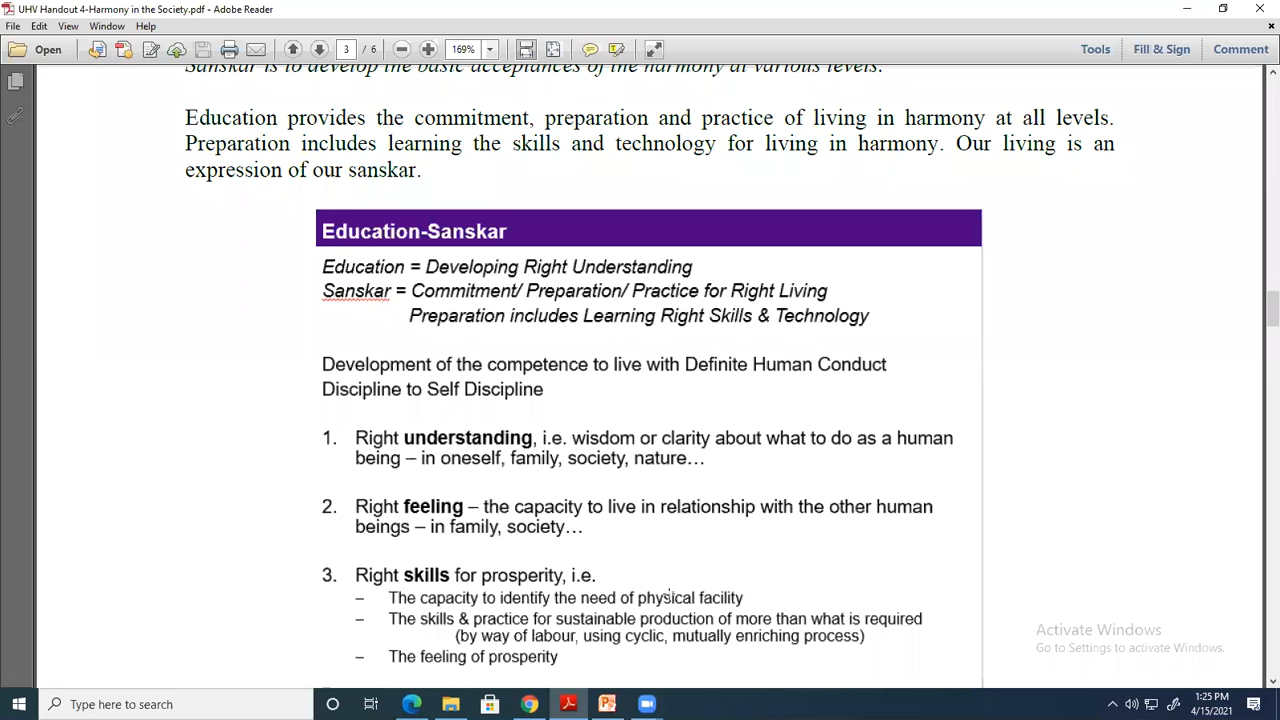 UHV Handout 4-Harmony in the Society.pdf - Adobe Reader
File Edit View Window Help
Open 3 / 6 169% Tools Fill & Sign Comment
Sanskar is to develop the basic acceptances of the harmony at various levels.
Education provides the commitment, preparation and practice of living in harmony at all levels.
Preparation includes learning the skills and technology for living in harmony. Our living is an
expression of our sanskar.
Education-Sanskar
Education = Developing Right Understanding
Sanskar = Commitment/ Preparation/ Practice for Right Living
Preparation includes Learning Right Skills & Technology
Development of the competence to live with Definite Human Conduct
Discipline to Self Discipline
1. Right understanding, i.e. wisdom or clarity about what to do as a human
being – in oneself, family, society, nature…
2. Right feeling – the capacity to live in relationship with the other human
beings – in family, society…
3. Right skills for prosperity, i.e.
– The capacity to identify the need of physical facility
– The skills & practice for sustainable production of more than what is required
(by way of labour, using cyclic, mutually enriching process)
– The feeling of prosperity
Activate Windows
Go to Settings to activate Windows.
Type here to search
1:25 PM
4/15/2021